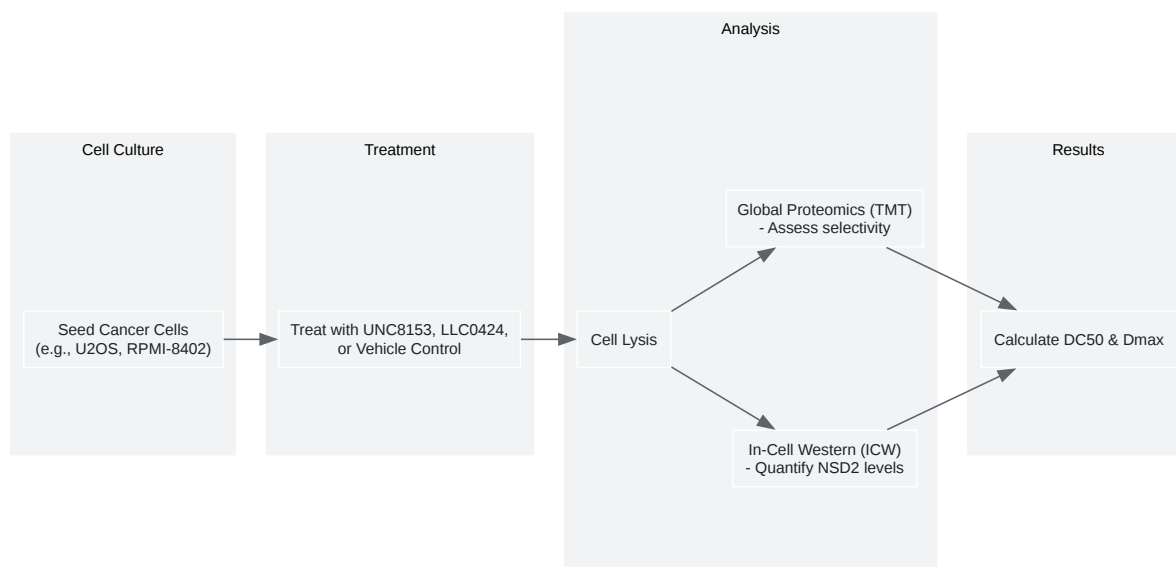 Cell Culture
Seed Cancer Cells
(e.g., U2OS, RPMI-8402)
Treatment
Treat with UNC8153, LLC0424,
or Vehicle Control
Analysis
Cell Lysis
Global Proteomics (TMT)
- Assess selectivity
In-Cell Western (ICW)
- Quantify NSD2 levels
Results
Calculate DC50 & Dmax